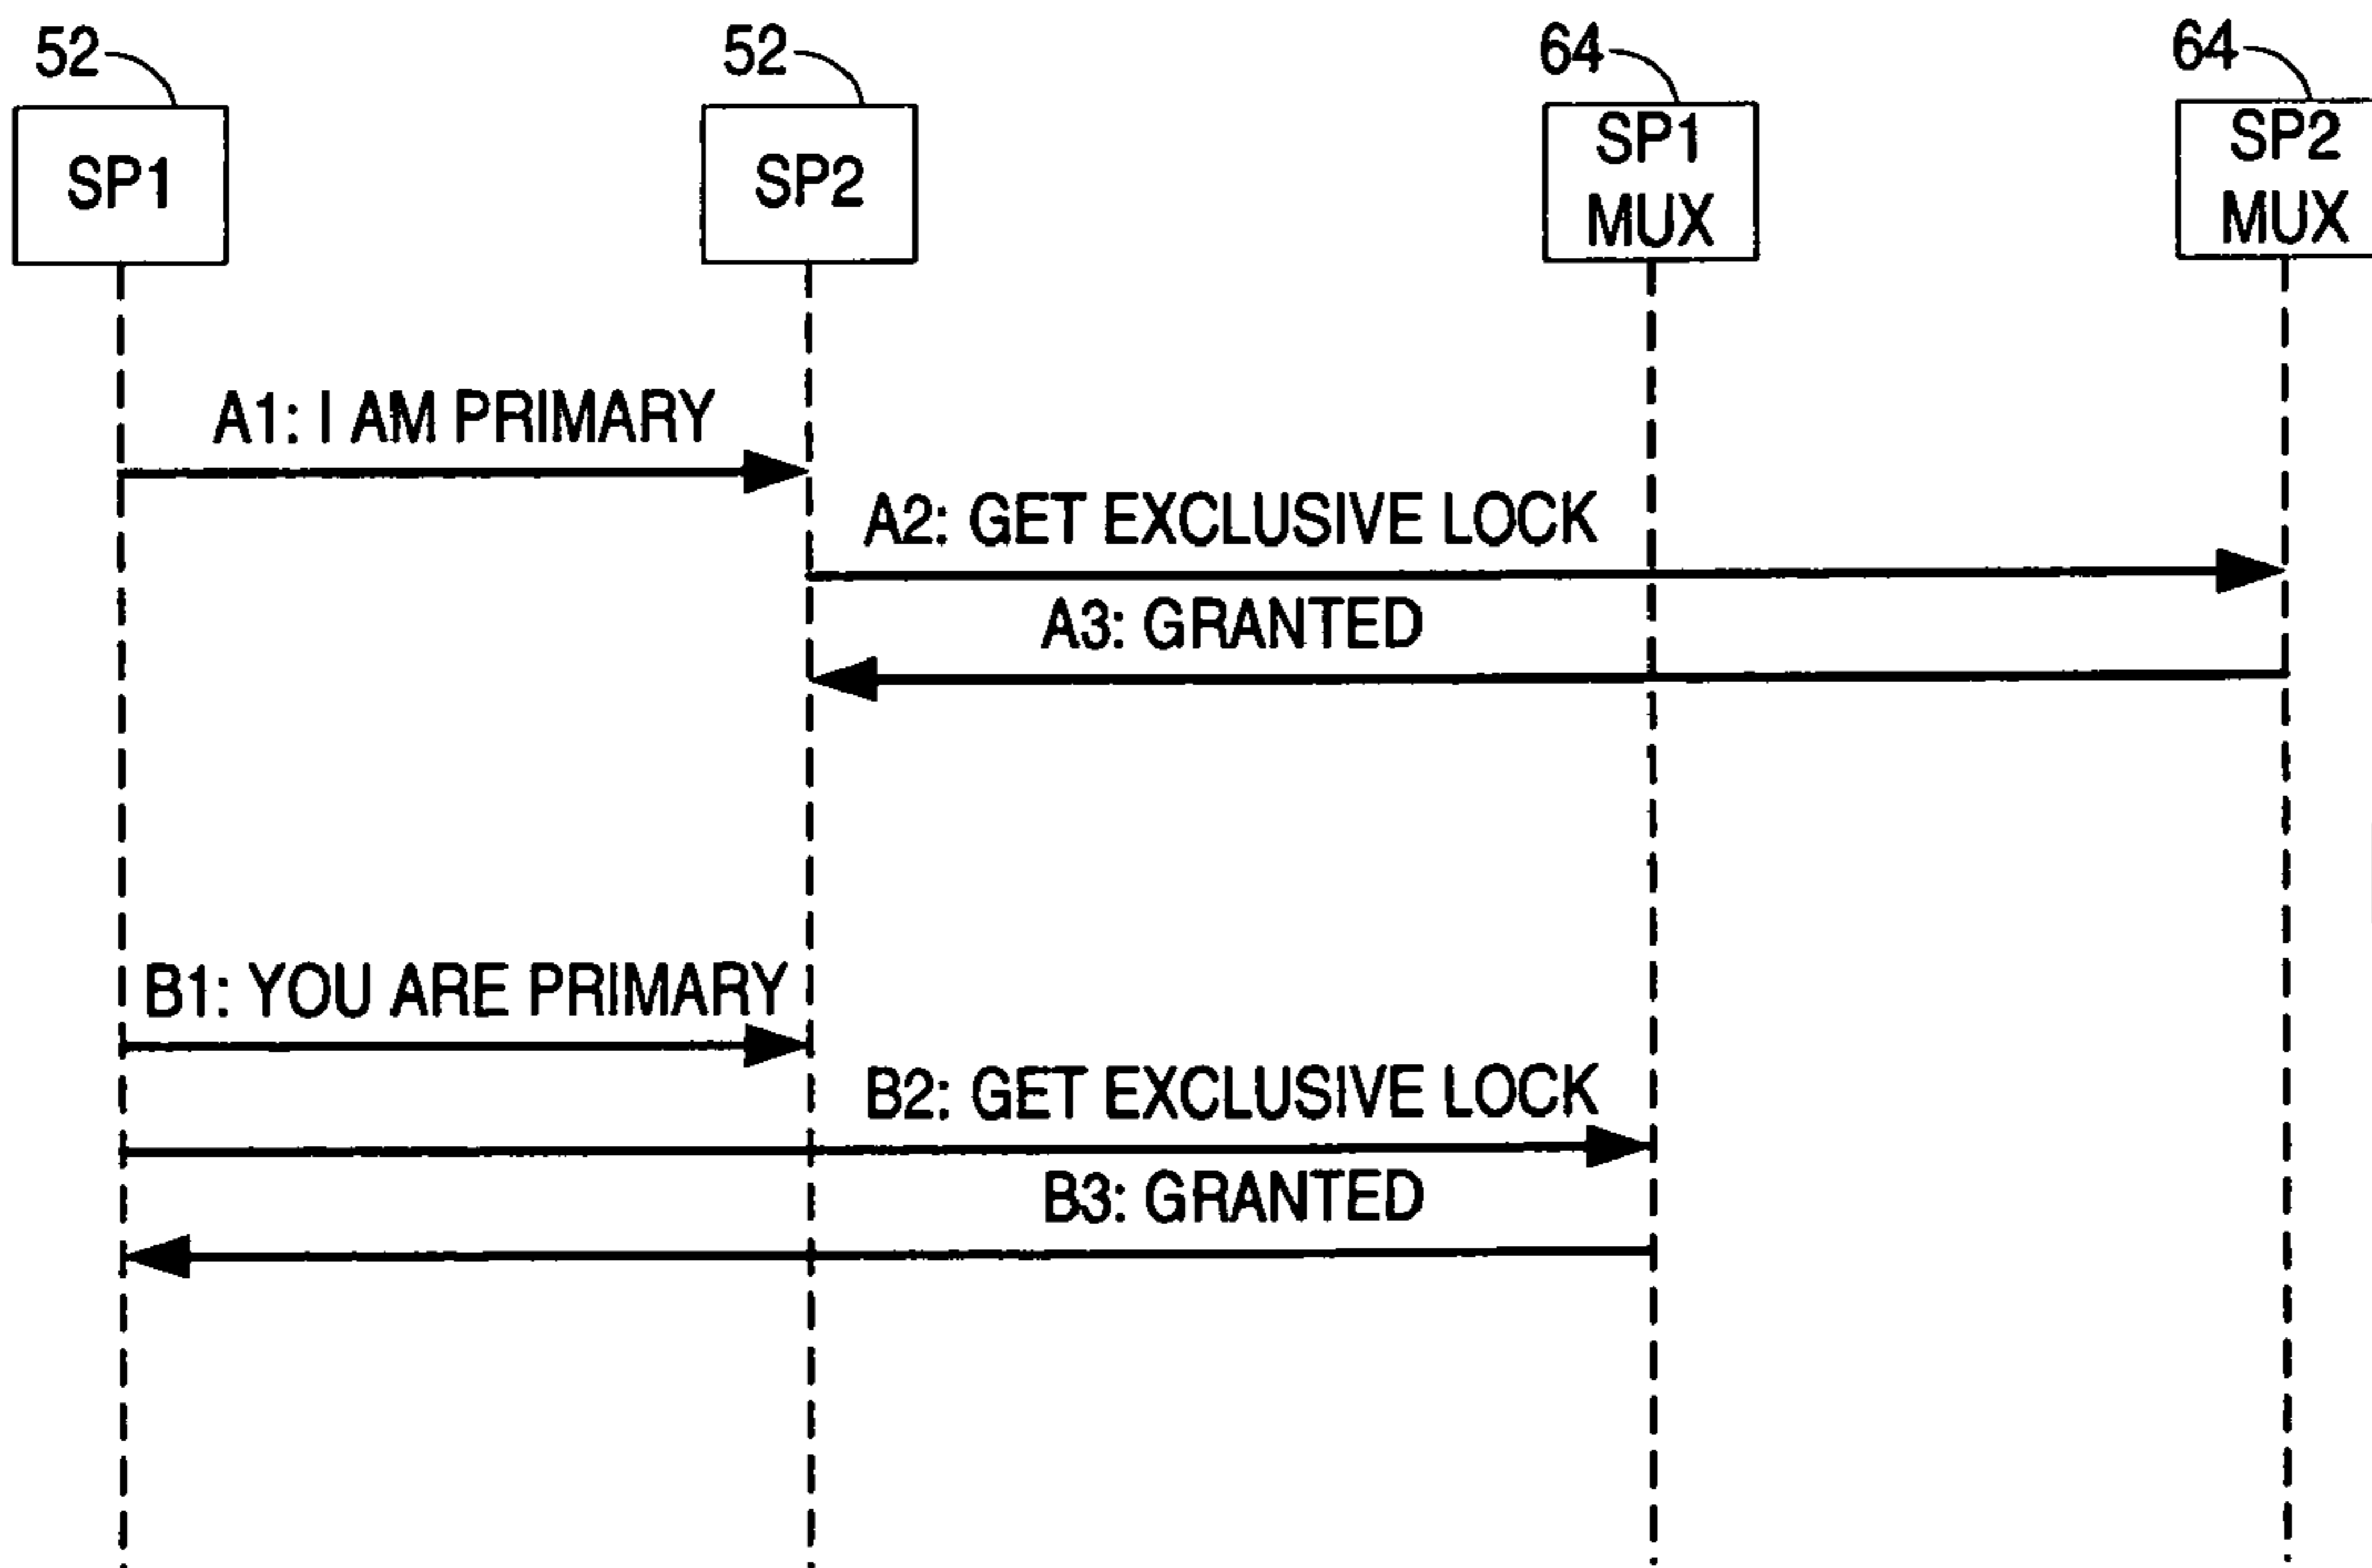 52
52
64
64
SP1
SP2
SP1
MUX
SP2
MUX
A1: I AM PRIMARY
A2: GET EXCLUSIVE LOCK
A3: GRANTED
B1: YOU ARE PRIMARY
B2: GET EXCLUSIVE LOCK
B3: GRANTED